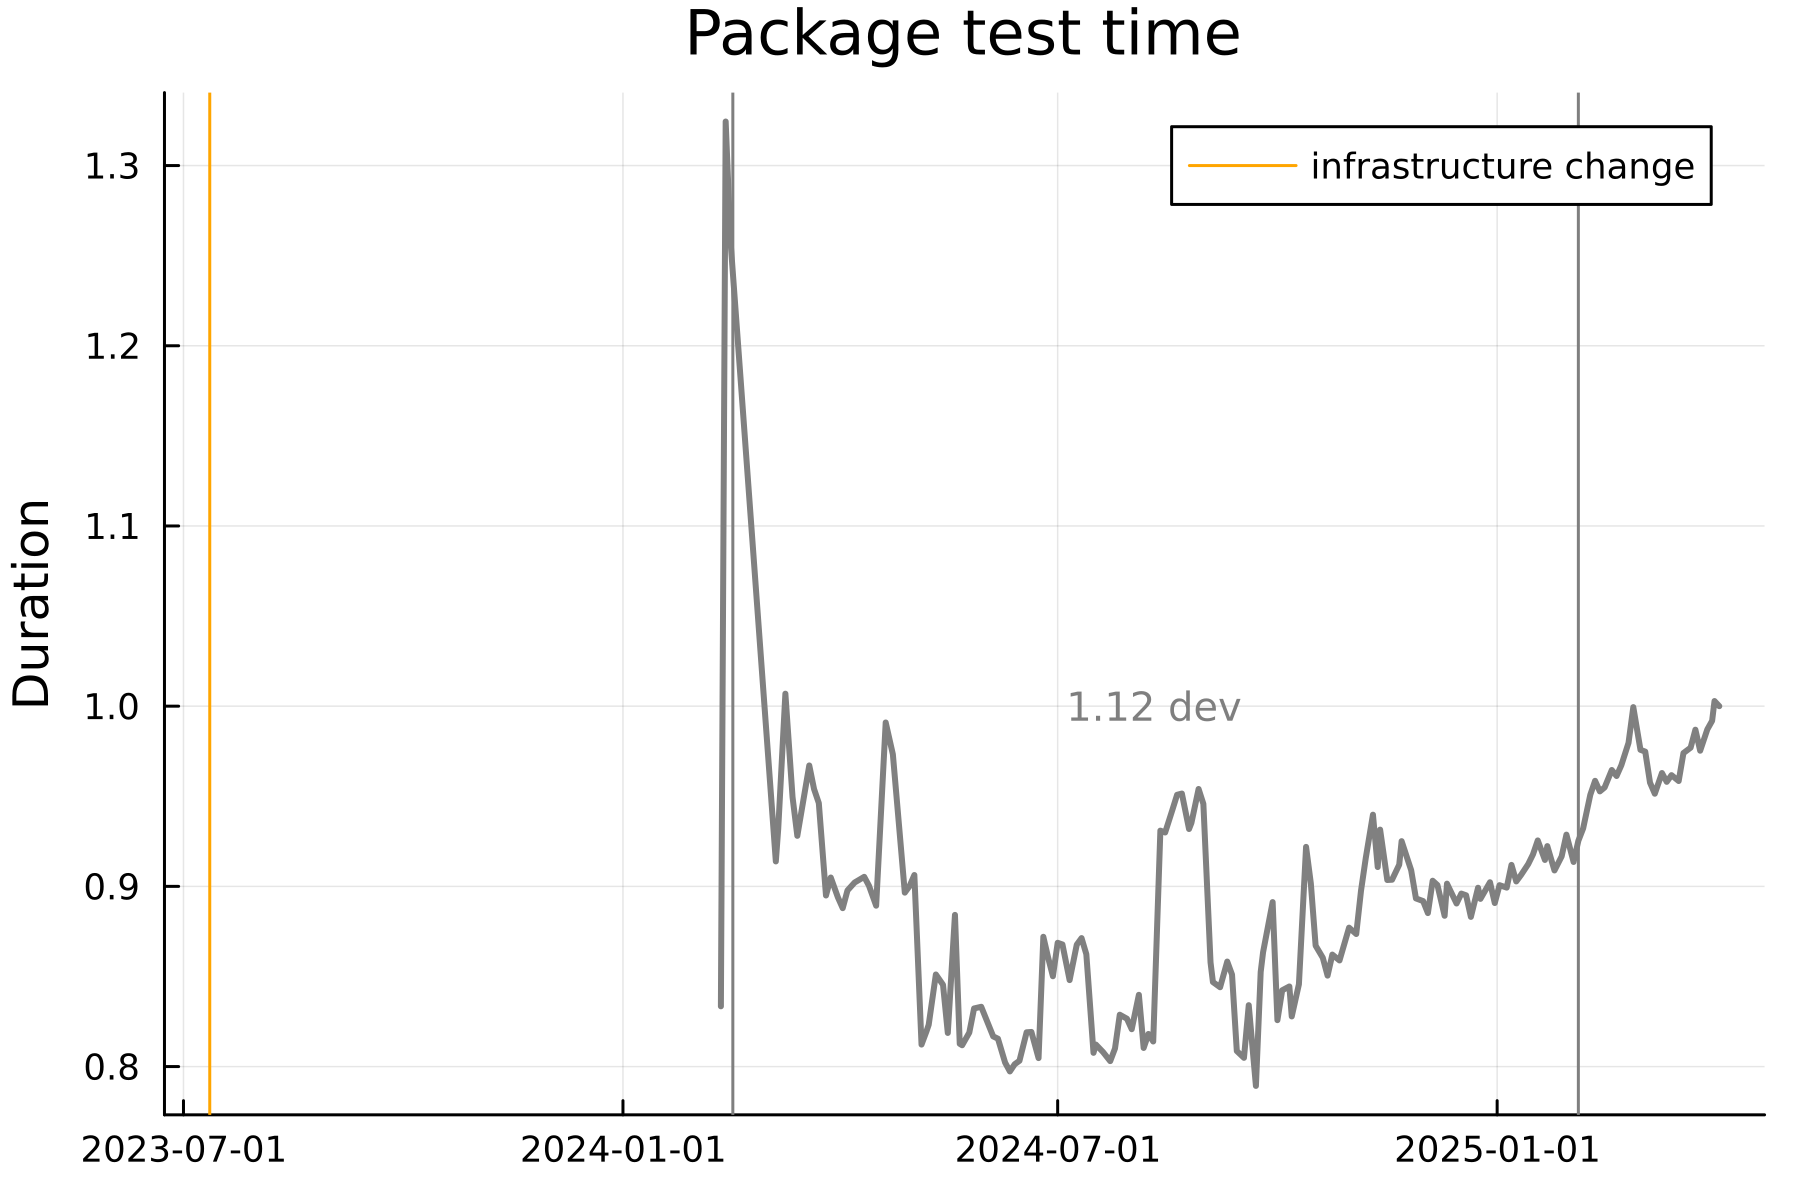 Package test time
infrastructure change
Duration
1.3
1.2
1.1
1.0
0.9
0.8
1.12 dev
2023-07-01
2024-01-01
2024-07-01
2025-01-01